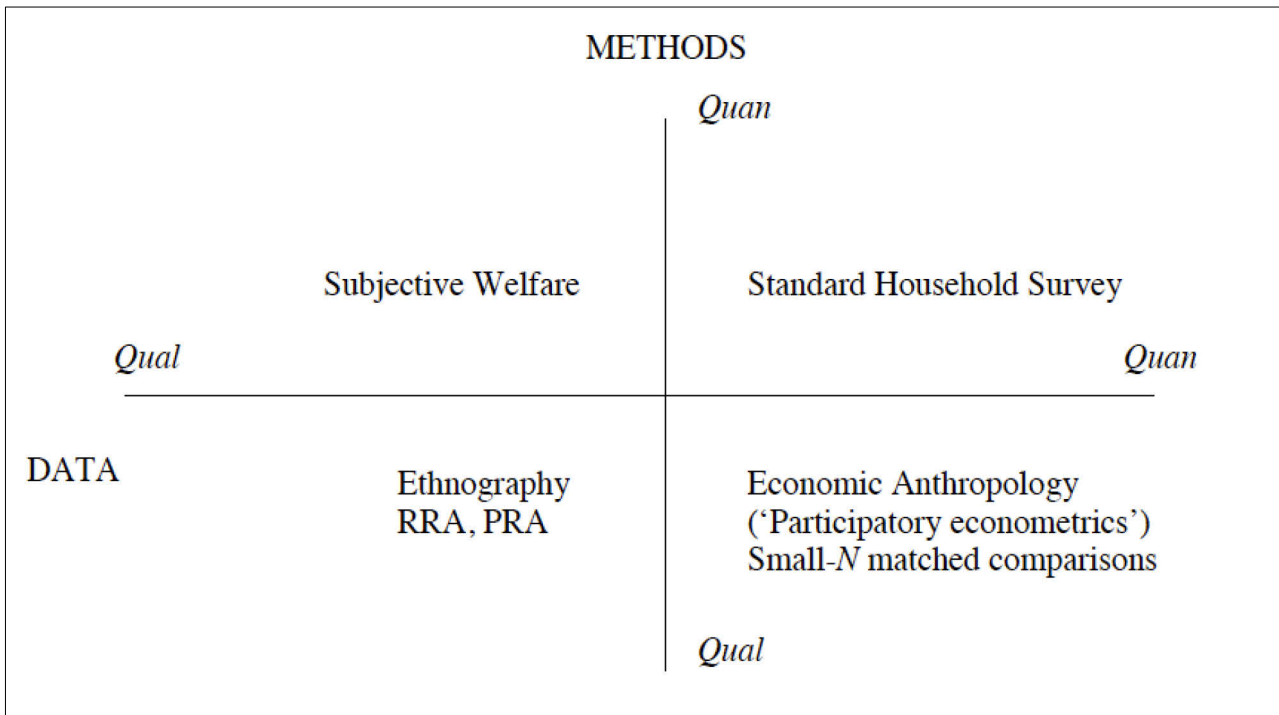 METHODS
Quan
Subjective Welfare
Standard Household Survey
Qual
Quan
DATA
Ethnography
RRA, PRA
Economic Anthropology
(‘Participatory econometrics’)
Small-N matched comparisons
Qual